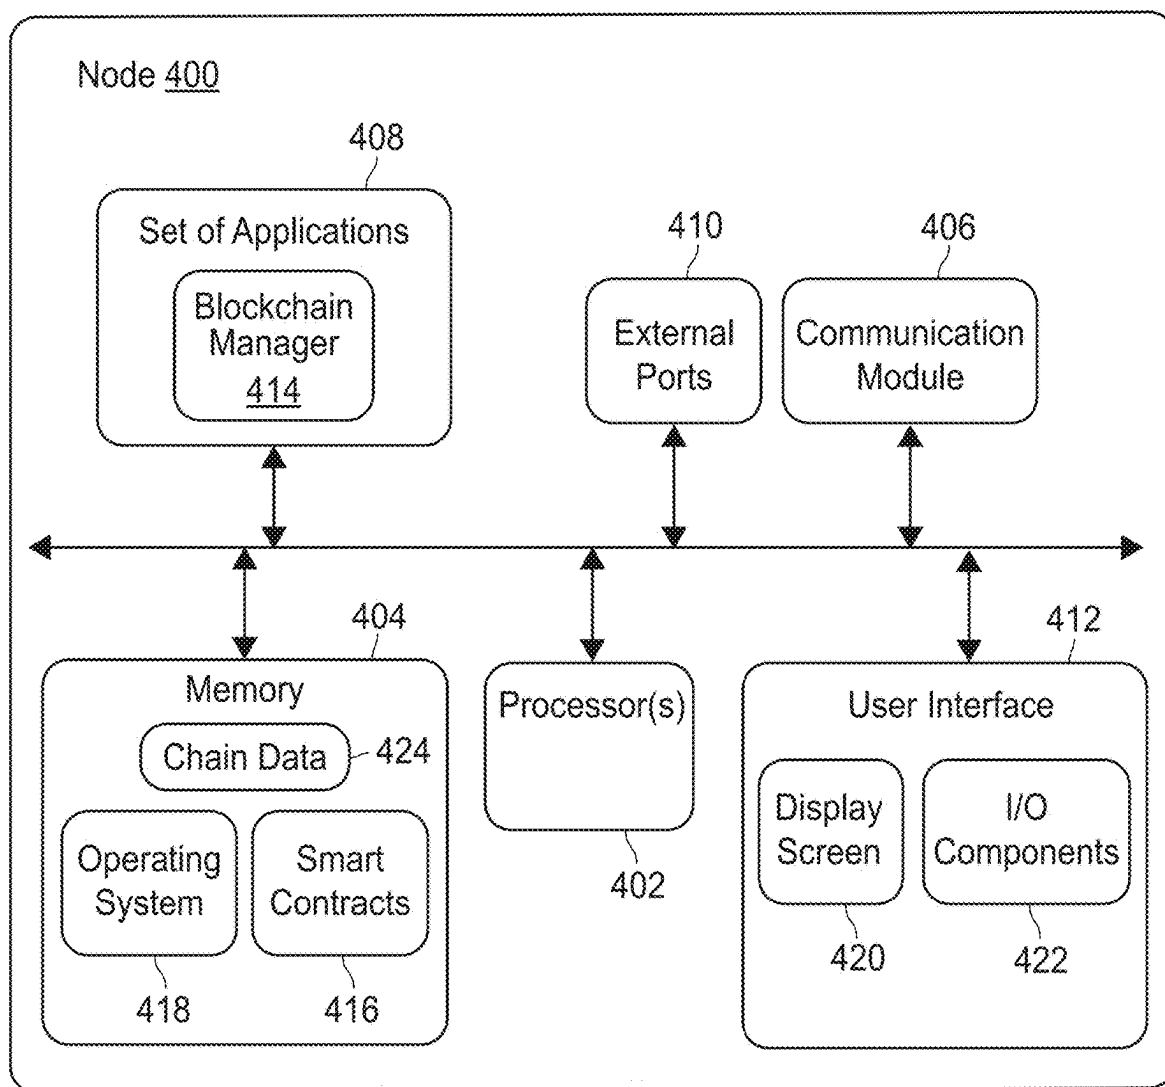 Node 400
408
Set of Applications
Blockchain
Manager
414
410
External
Ports
406
Communication
Module
404
Memory
Chain Data
424
Operating
System
418
Smart
Contracts
416
Processor(s)
402
412
User Interface
Display
Screen
420
I/O
Components
422